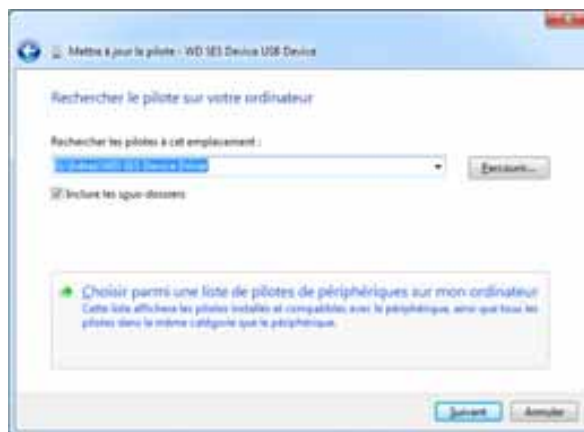 Mettre à jour le pilote - WD SES Device USB Device
Rechercher le pilote sur votre ordinateur
Rechercher les pilotes à cet emplacement :
WD SES Device
Parcourir...
Inclure les sous-dossiers
Choisir parmi une liste de pilotes de périphériques sur mon ordinateur
Cette liste affichera les pilotes installés et compatibles avec le périphérique, ainsi que tous les
pilotes dans la même catégorie que le périphérique.
Suivant
Annuler